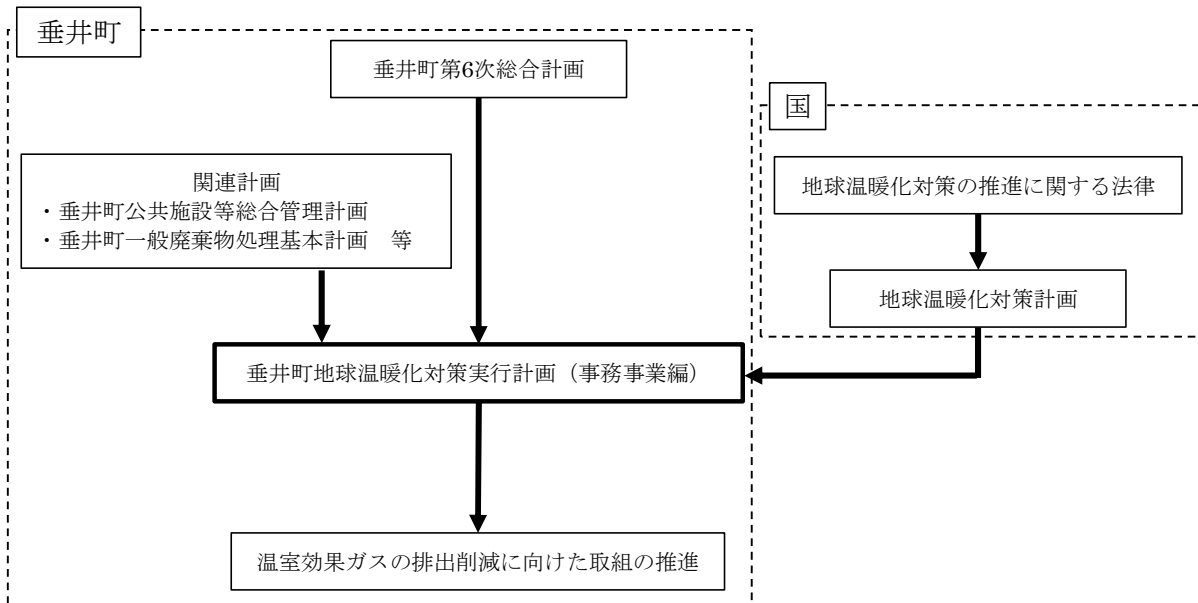 垂井町
垂井町第6次総合計画
国
関連計画
・垂井町公共施設等総合管理計画
・垂井町一般廃棄物処理基本計画　等
地球温暖化対策の推進に関する法律
地球温暖化対策計画
垂井町地球温暖化対策実行計画（事務事業編）
温室効果ガスの排出削減に向けた取組の推進